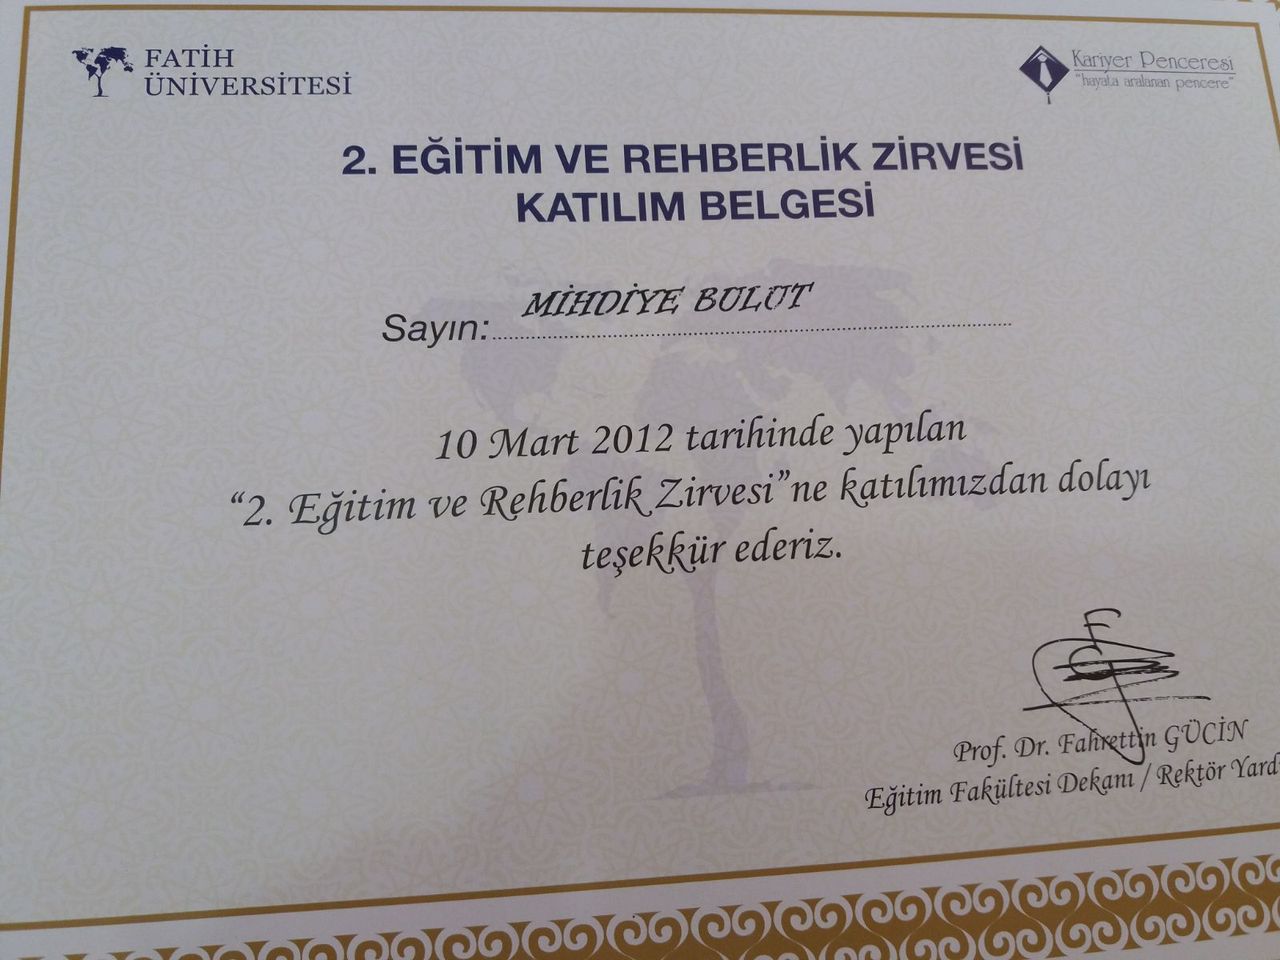 FATİH
ÜNİVERSİTESİ
Kariyer Penceresi
"hayata aralanan pencere"
2. EĞİTİM VE REHBERLİK ZİRVESİ
KATILIM BELGESİ
Sayın: MİHDİYE BULUT
10 Mart 2012 tarihinde yapılan
“2. Eğitim ve Rehberlik Zirvesi”ne katılımızdan dolayı
teşekkür ederiz.
Prof. Dr. Fahrettin GÜCİN
Eğitim Fakültesi Dekanı / Rektör Yard